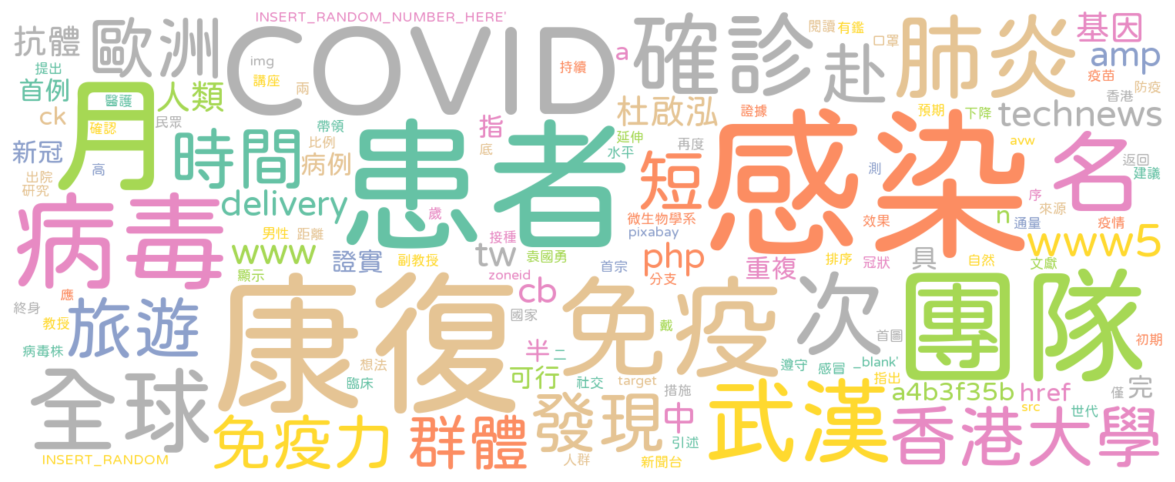 INSERT_RANDOM_NUMBER_HERE'
抗體
歐洲
COVID
img
講座
兩
持續
a
確診
赴
閱讀
有鑑
口罩
肺炎
基因
amp
疫苗
防疫
香港
提出
首例
醫護
人類
ck
確認
民眾
月
時間
帶領
比例
病例
指
底
杜啟泓
延伸
水平
再度
證據
預期
下降
technews
avw
返回
建議
名
新冠
高
出院
研究
患者
短
感染
測
序
來源
疫情
n
通量
病毒
delivery
歲
接種
微生物學系
pixabay
效果
www
男性
距離
顯示
證實
副教授
tw
袁國勇
zoneid
首宗
php
分支
重複
排序
冠狀
具
自然
文獻
www5
cb
終身
應
教授
旅遊
病毒株
康復
國家
免疫
戴
次
首圖
團隊
初期
想法
臨床
半
二
可行
社交
target
措施
遵守
感冒
_blank'
指出
a4b3f35b
href
src
世代
僅
完
全球
INSERT_RANDOM
免疫力
群體
發現
人群
中
引述
新聞台
武漢
香港大學